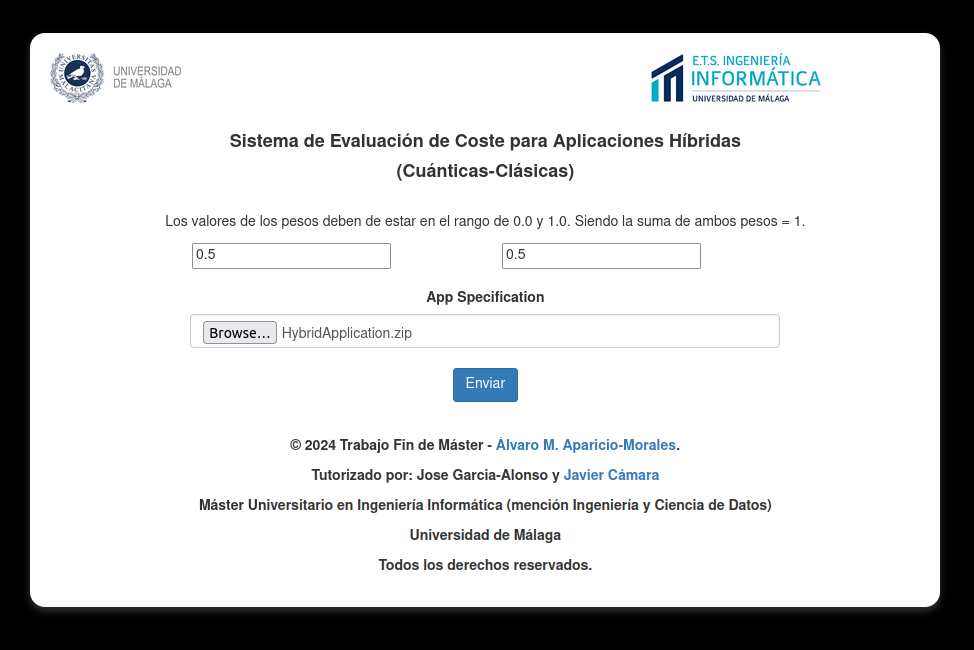 UNIVERSITAS MALACITANA
UNIVERSIDAD
DE MÁLAGA
E.T.S. INGENIERÍA
INFORMÁTICA
UNIVERSIDAD DE MÁLAGA
Sistema de Evaluación de Coste para Aplicaciones Híbridas
(Cuánticas-Clásicas)
Los valores de los pesos deben de estar en el rango de 0.0 y 1.0. Siendo la suma de ambos pesos = 1.
0.5 0.5
App Specification
Browse... HybridApplication.zip
Enviar
© 2024 Trabajo Fin de Máster - Álvaro M. Aparicio-Morales.
Tutorizado por: Jose Garcia-Alonso y Javier Cámara
Máster Universitario en Ingeniería Informática (mención Ingeniería y Ciencia de Datos)
Universidad de Málaga
Todos los derechos reservados.